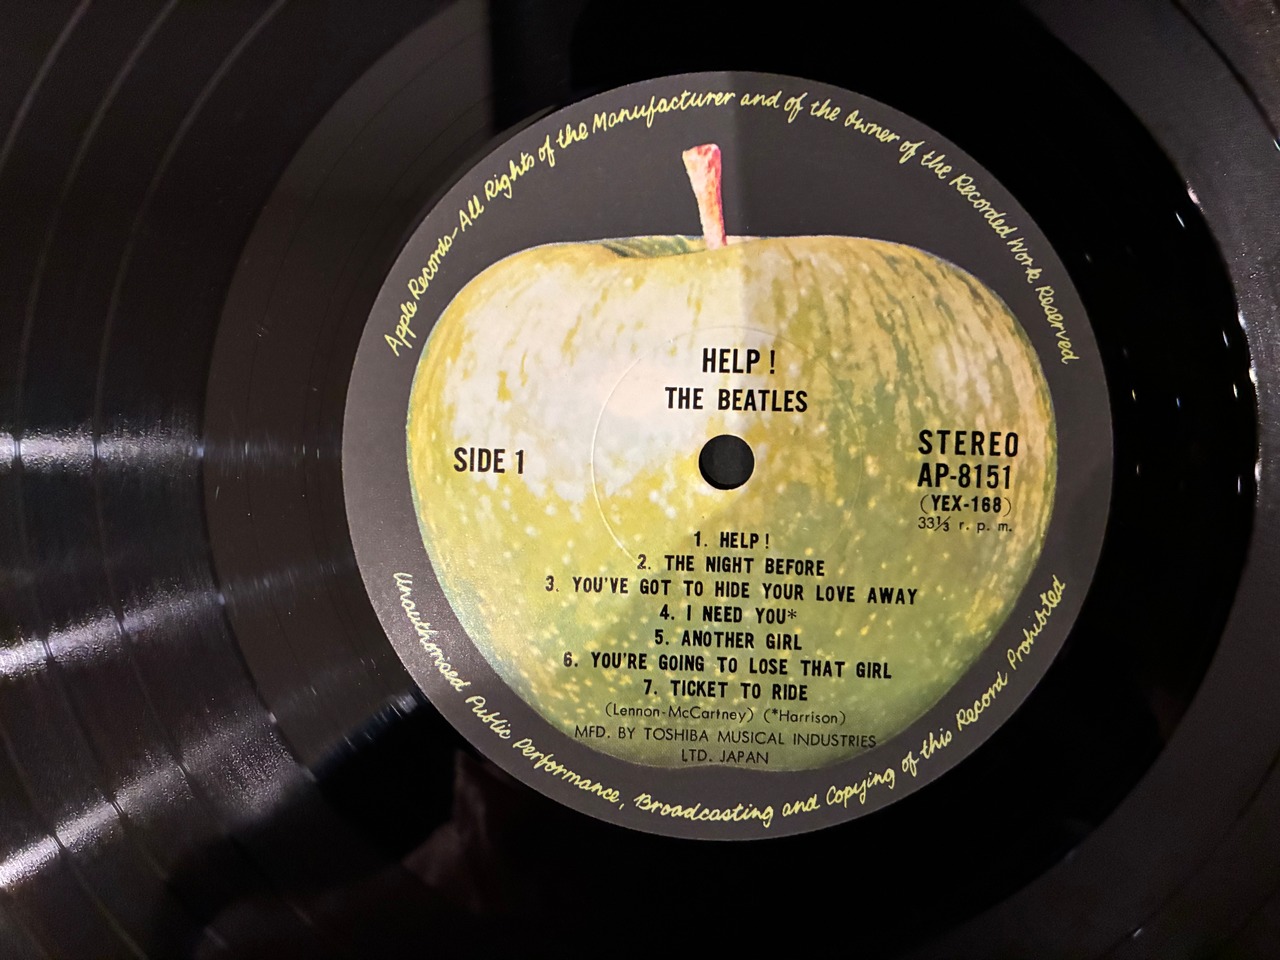 Apple Records-All Rights of the Manufacturer and of the Owner of the Recorded Work Reserved
HELP!
THE BEATLES
SIDE 1
STEREO
AP-8151
(YEX-168)
33⅓ r. p. m.
1. HELP!
2. THE NIGHT BEFORE
3. YOU'VE GOT TO HIDE YOUR LOVE AWAY
4. I NEED YOU*
5. ANOTHER GIRL
6. YOU'RE GOING TO LOSE THAT GIRL
7. TICKET TO RIDE
(Lennon-McCartney) (*Harrison)
MFD. BY TOSHIBA MUSICAL INDUSTRIES
LTD. JAPAN
Unauthorised Public Performance, Broadcasting and Copying of this Record Prohibited